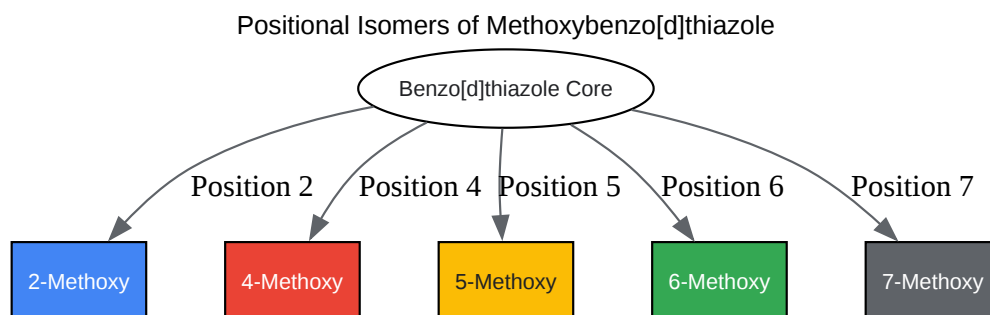 Positional Isomers of Methoxybenzo[d]thiazole
Benzo[d]thiazole Core
Position 2
Position 4
Position 5
Position 6
Position 7
2-Methoxy
4-Methoxy
5-Methoxy
6-Methoxy
7-Methoxy